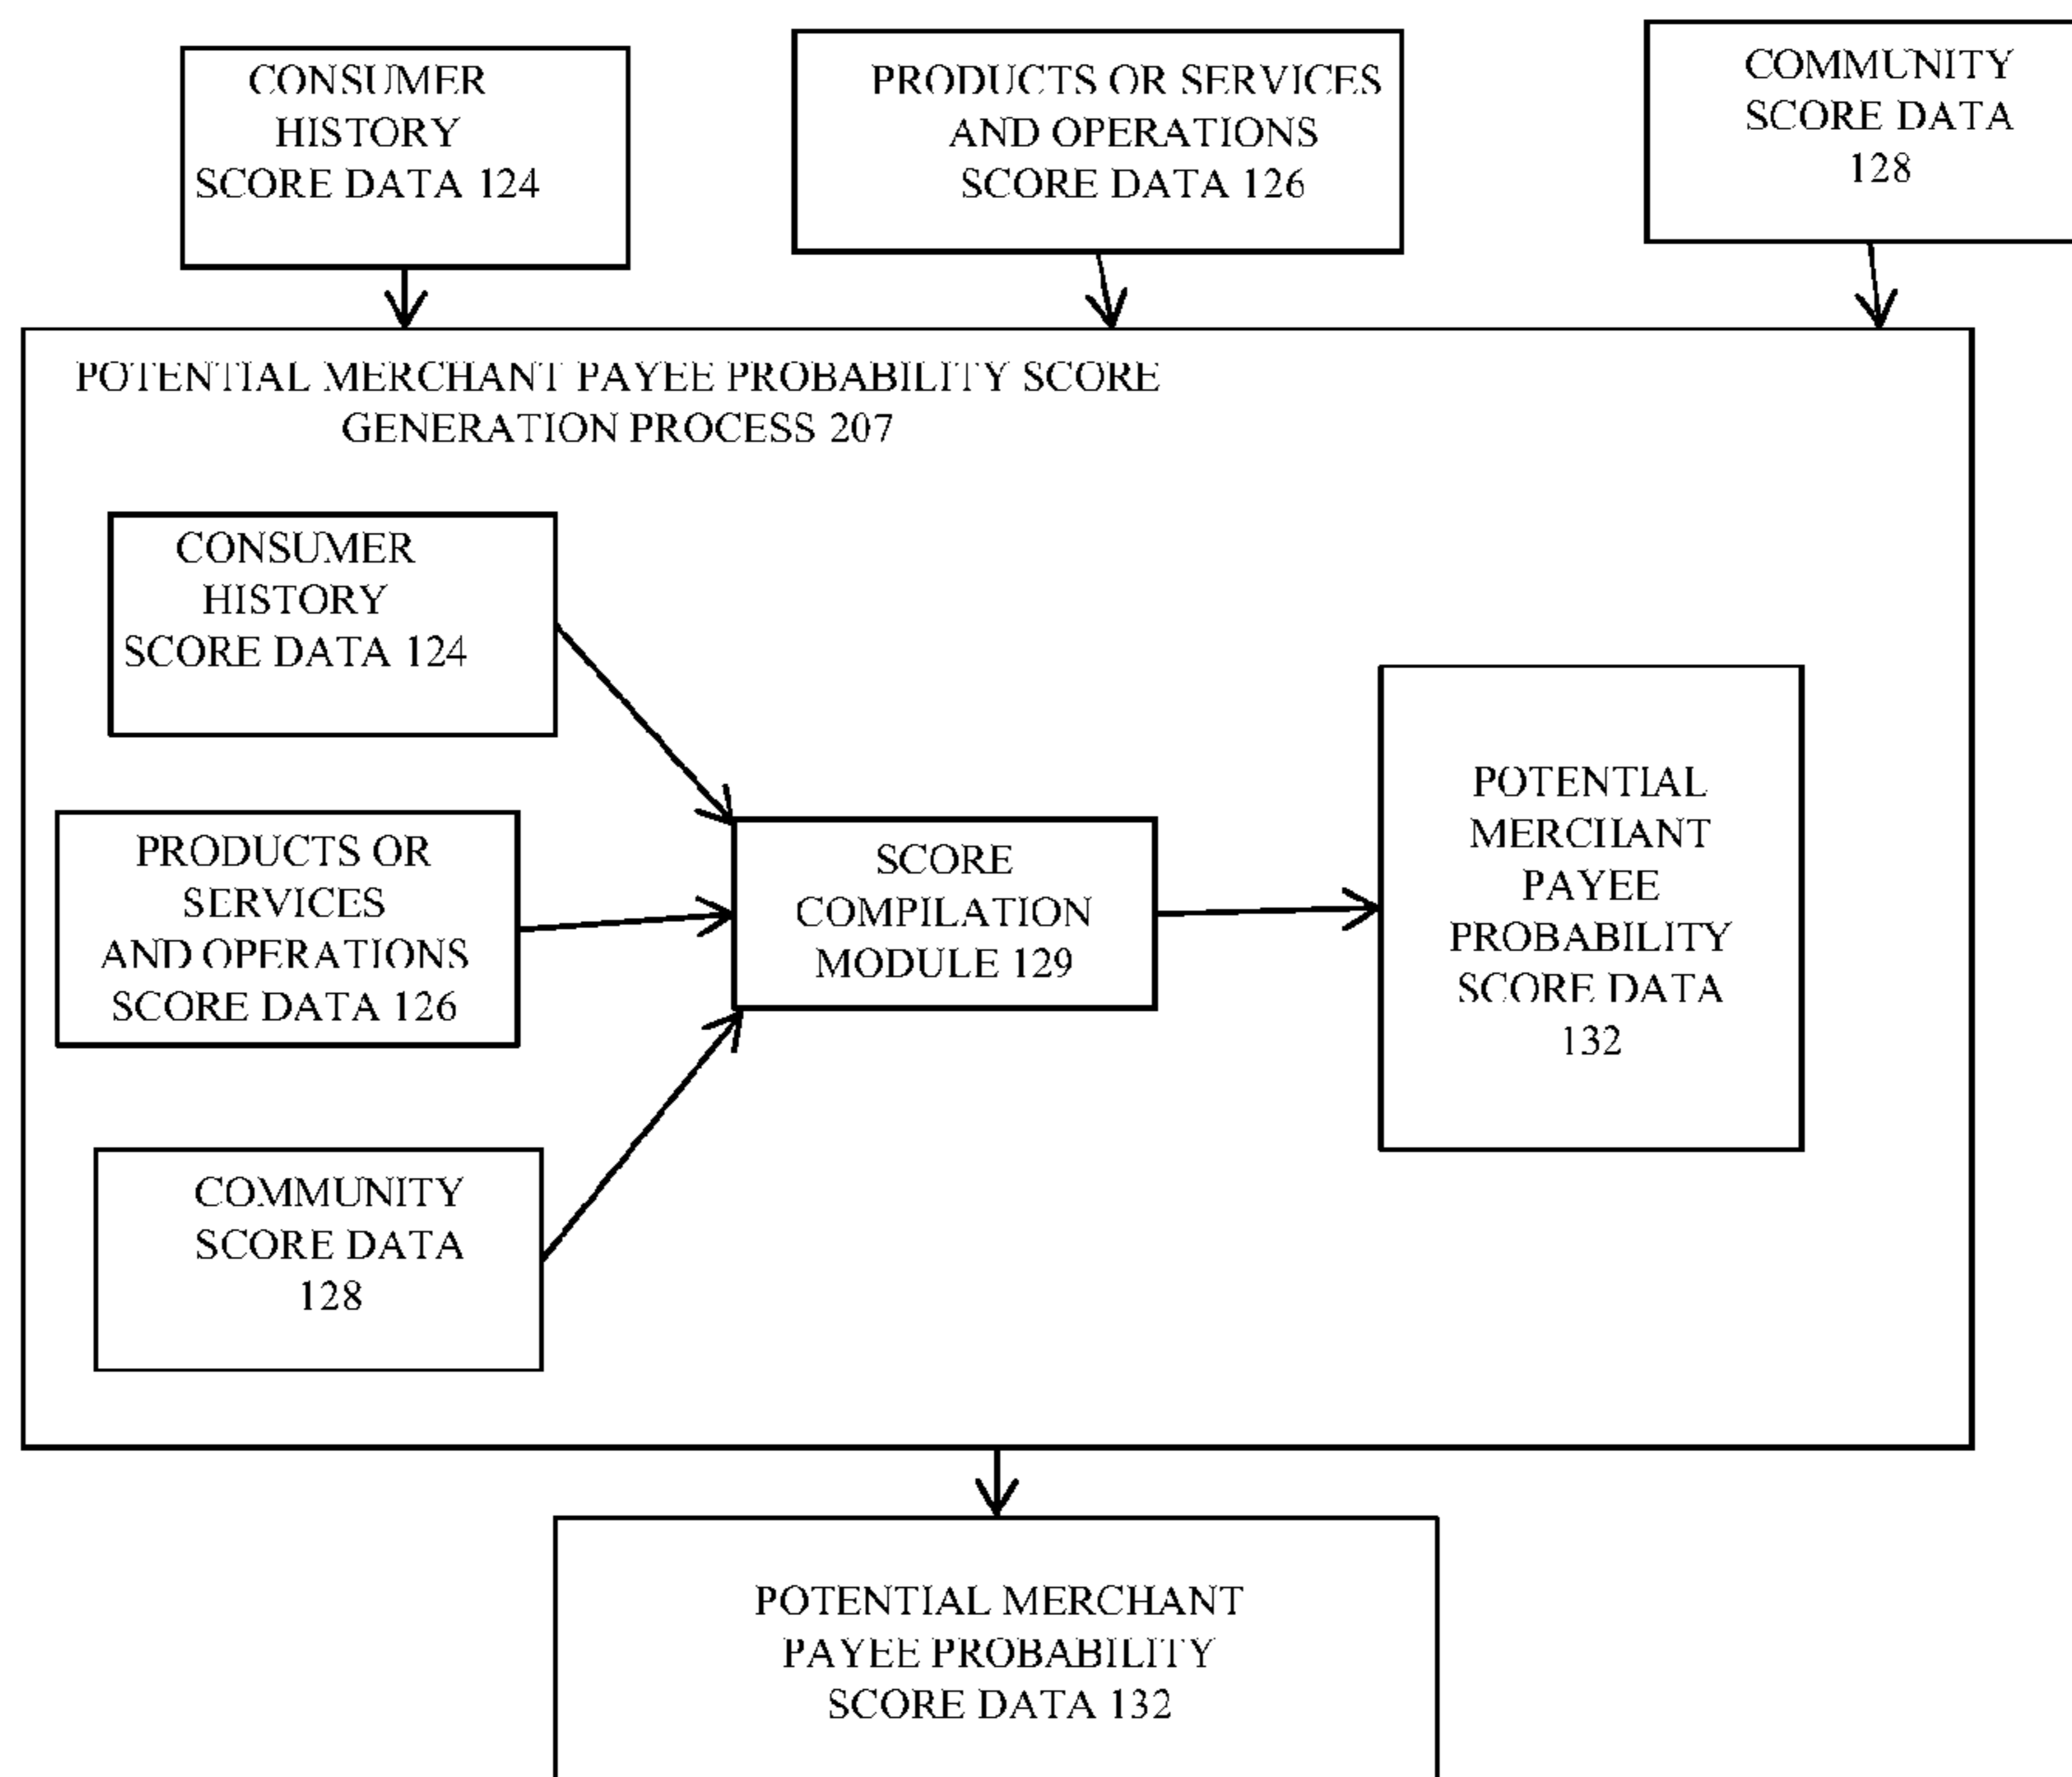 CONSUMER
HISTORY
SCORE DATA 124
PRODUCTS OR SERVICES
AND OPERATIONS
SCORE DATA 126
COMMUNITY
SCORE DATA
128
POTENTIAL MERCHANT PAYEE PROBABILITY SCORE
GENERATION PROCESS 207
CONSUMER
HISTORY
SCORE DATA 124
PRODUCTS OR
SERVICES
AND OPERATIONS
SCORE DATA 126
COMMUNITY
SCORE DATA
128
SCORE
COMPILATION
MODULE 129
POTENTIAL
MERCHANT
PAYEE
PROBABILITY
SCORE DATA
132
POTENTIAL MERCHANT
PAYEE PROBABILITY
SCORE DATA 132